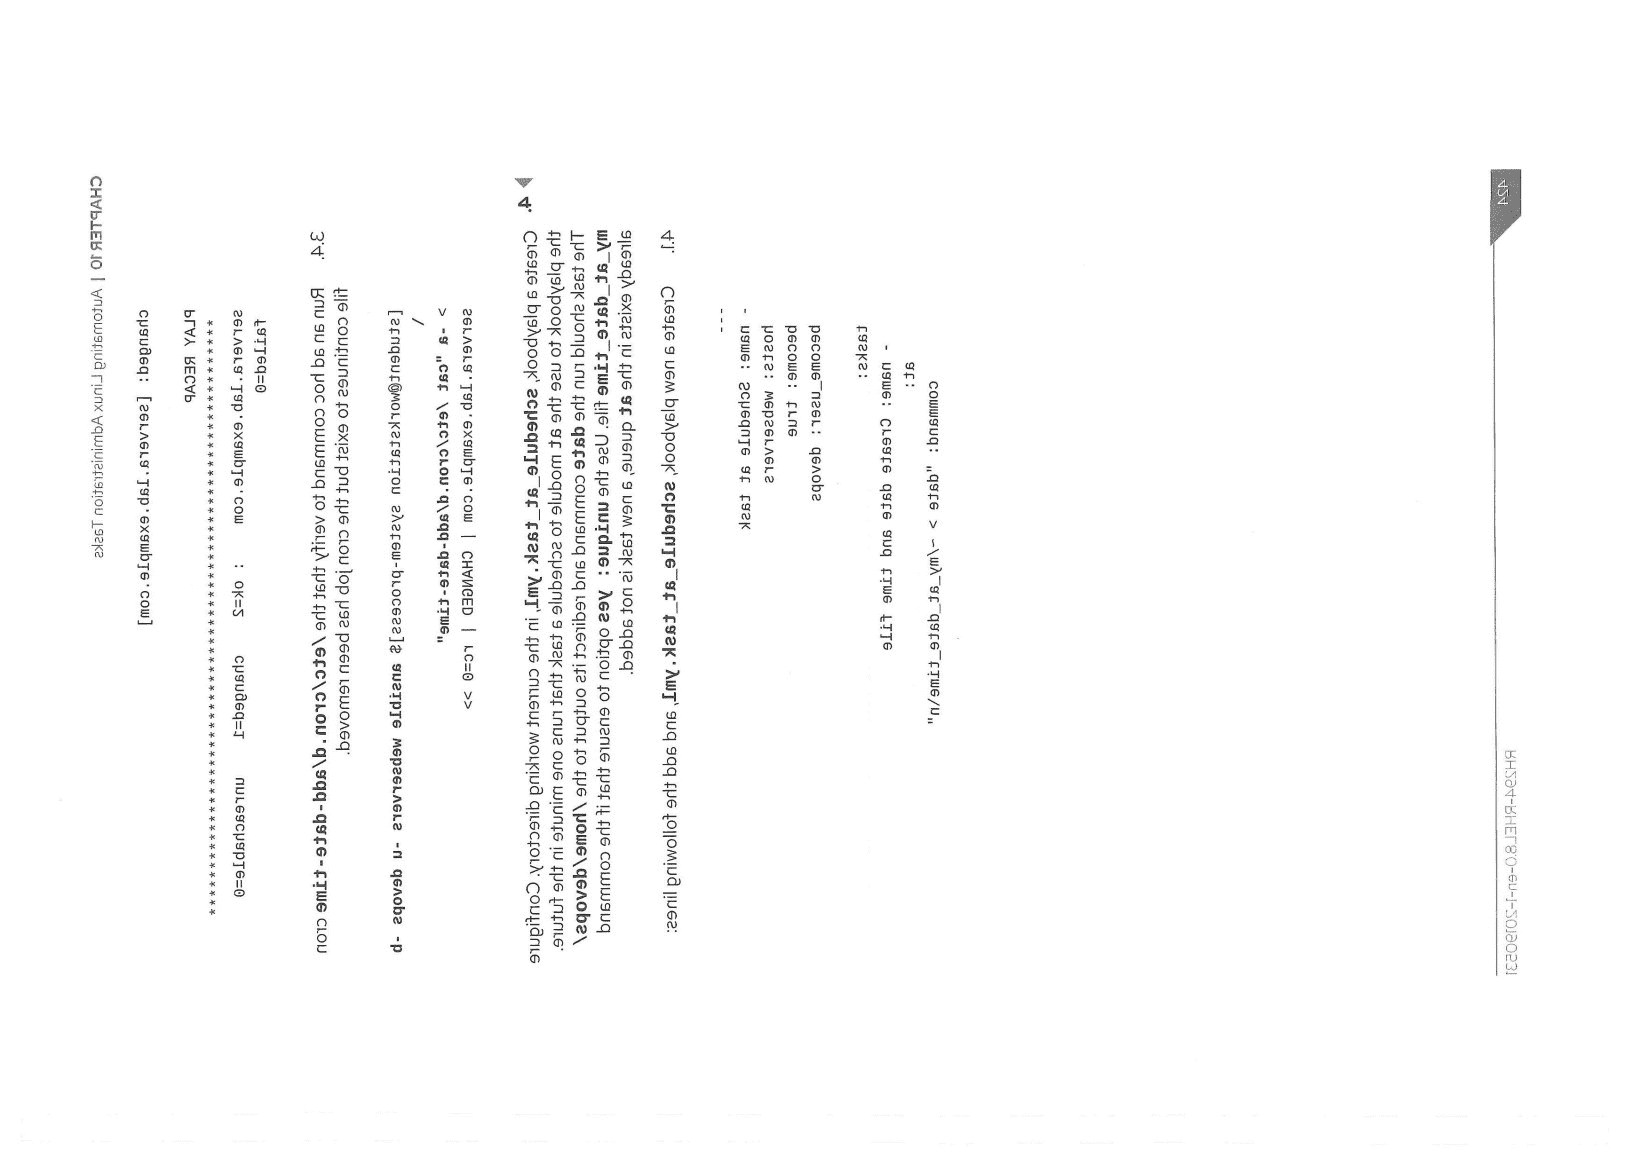 CHAPTER 10 | Automating Linux Administration Tasks
changed: [servera.lab.example.com]
PLAY RECAP
*****************************************************************************
servera.lab.example.com : ok=2 changed=1 unreachable=0
failed=0
3.4. Run an ad hoc command to verify that the /etc/cron.d/add-date-time cron
file continues to exist but the cron job has been removed.
[student@workstation system-process]$ ansible webservers -u devops -b
\
> -a "cat /etc/cron.d/add-date-time"
servera.lab.example.com | CHANGED | rc=0 >>
4. Create a playbook, schedule_at_task.yml, in the current working directory. Configure
the playbook to use the at module to schedule a task that runs one minute in the future.
The task should run the date command and redirect its output to the /home/devops/
my_at_date_time file. Use the unique: yes option to ensure that if the command
already exists in the at queue, a new task is not added.
4.1. Create a new playbook, schedule_at_task.yml, and add the following lines:
---
- name: Schedule at task
hosts: webservers
become: true
become_user: devops
tasks:
- name: Create date and time file
at:
command: "date > ~/my_at_date_time\n"
424 RH294-RHEL8.0-en-1-20190531